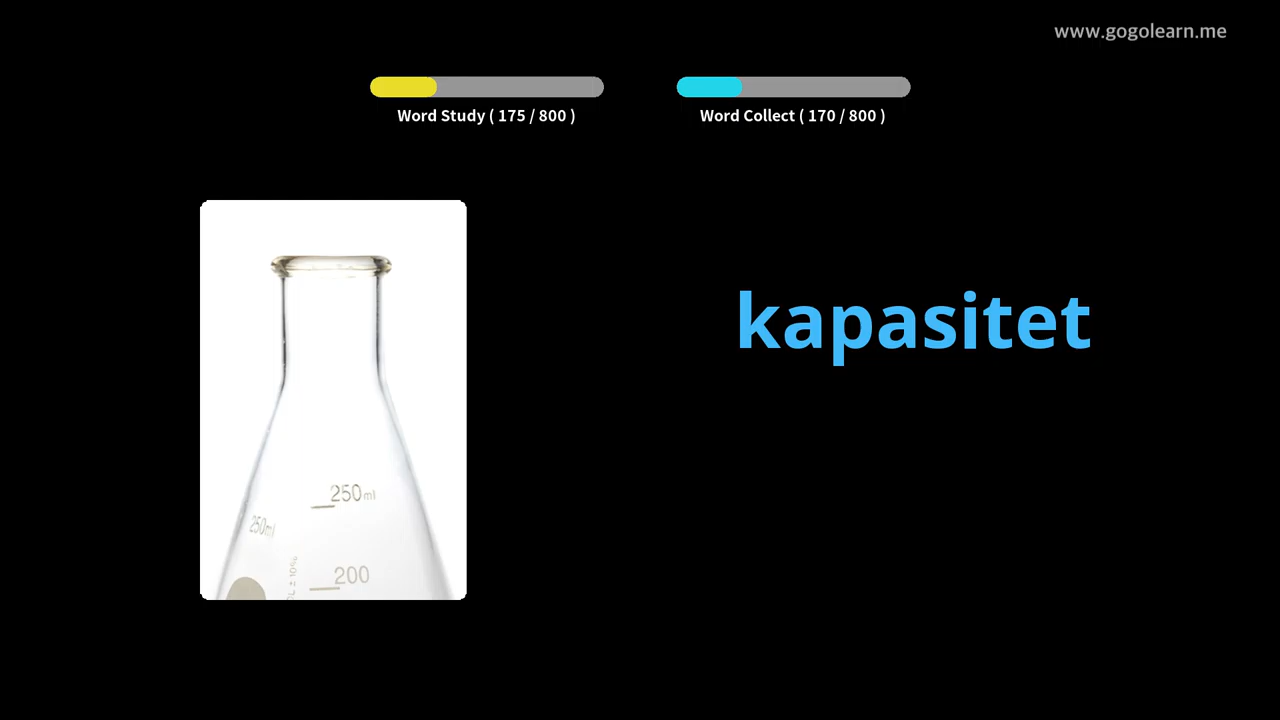 www.gogolearn.me
Word Study ( 175 / 800 )
Word Collect ( 170 / 800 )
kapasitet
250ml
250ml
200